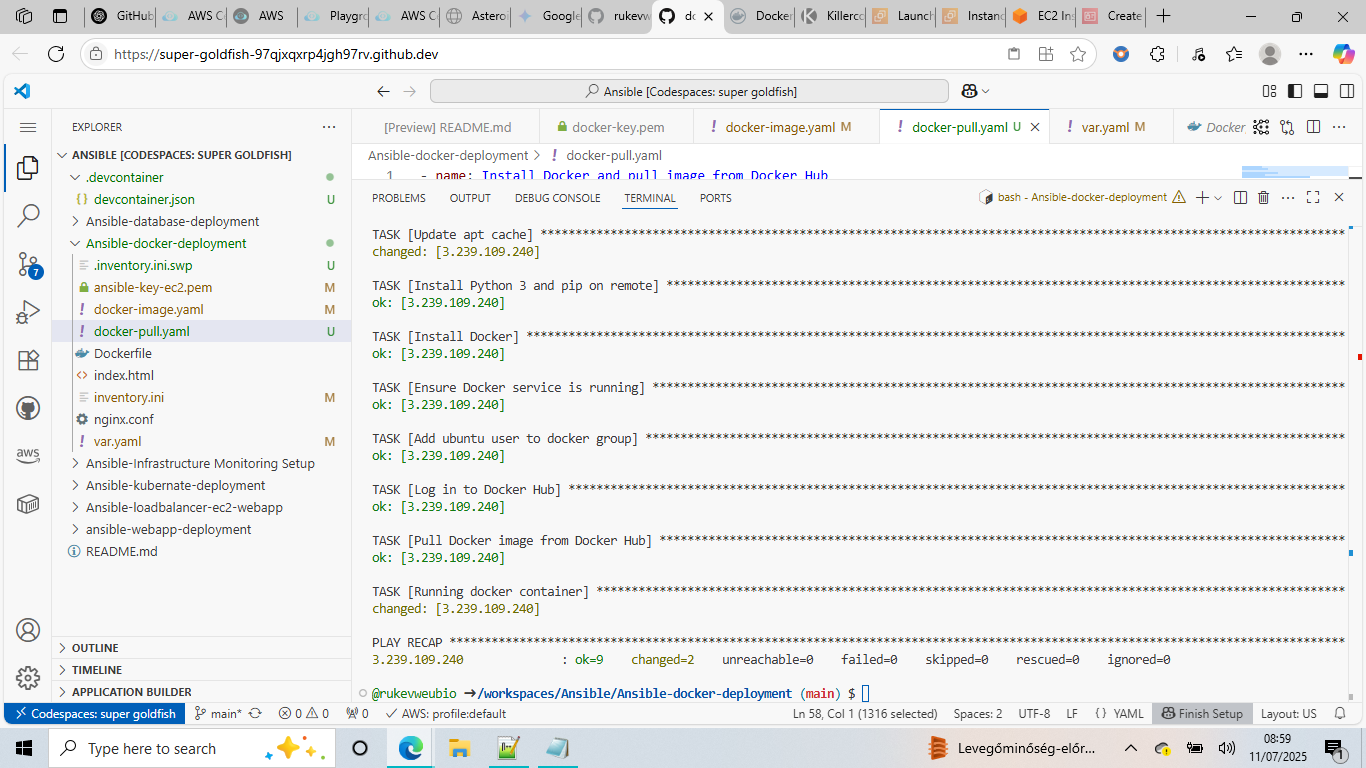 GitHub
AWS Co
AWS
Playgro
AWS Co
Asteroi
Google
rukevw
do
Docker
Killerco
Launch
Instanc
EC2 Ins
Create
https://super-goldfish-97qjxqxrp4jgh97rv.github.dev
Ansible [Codespaces: super goldfish]
EXPLORER
[Preview] README.md
docker-key.pem
docker-image.yaml M
docker-pull.yaml U
var.yaml M
Docker
ANSIBLE [CODESPACES: SUPER GOLDFISH]
Ansible-docker-deployment > ! docker-pull.yaml
1 - name: Install Docker and pull image from Docker Hub
.devcontainer
devcontainer.json U
Ansible-database-deployment
Ansible-docker-deployment
.inventory.ini.swp U
ansible-key-ec2.pem M
docker-image.yaml M
docker-pull.yaml U
Dockerfile
index.html
inventory.ini M
nginx.conf
var.yaml M
Ansible-Infrastructure Monitoring Setup
Ansible-kubernate-deployment
Ansible-loadbalancer-ec2-webapp
ansible-webapp-deployment
README.md
OUTLINE
TIMELINE
APPLICATION BUILDER
7
aws
PROBLEMS OUTPUT DEBUG CONSOLE TERMINAL PORTS
bash - Ansible-docker-deployment
TASK [Update apt cache] ****
changed: [3.239.109.240]
TASK [Install Python 3 and pip on remote] ****
ok: [3.239.109.240]
TASK [Install Docker] ****
ok: [3.239.109.240]
TASK [Ensure Docker service is running] ****
ok: [3.239.109.240]
TASK [Add ubuntu user to docker group] ****
ok: [3.239.109.240]
TASK [Log in to Docker Hub] ****
ok: [3.239.109.240]
TASK [Pull Docker image from Docker Hub] ****
ok: [3.239.109.240]
TASK [Running docker container] ****
changed: [3.239.109.240]
PLAY RECAP ****
3.239.109.240 : ok=9 changed=2 unreachable=0 failed=0 skipped=0 rescued=0 ignored=0
@rukevweubio ➜/workspaces/Ansible/Ansible-docker-deployment (main) $
Codespaces: super goldfish
main*
0 0
0
AWS: profile:default
Ln 58, Col 1 (1316 selected)
Spaces: 2
UTF-8
LF
{ } YAML
Finish Setup
Layout: US
Type here to search
Levegőminőség-előr...
08:59
11/07/2025
1